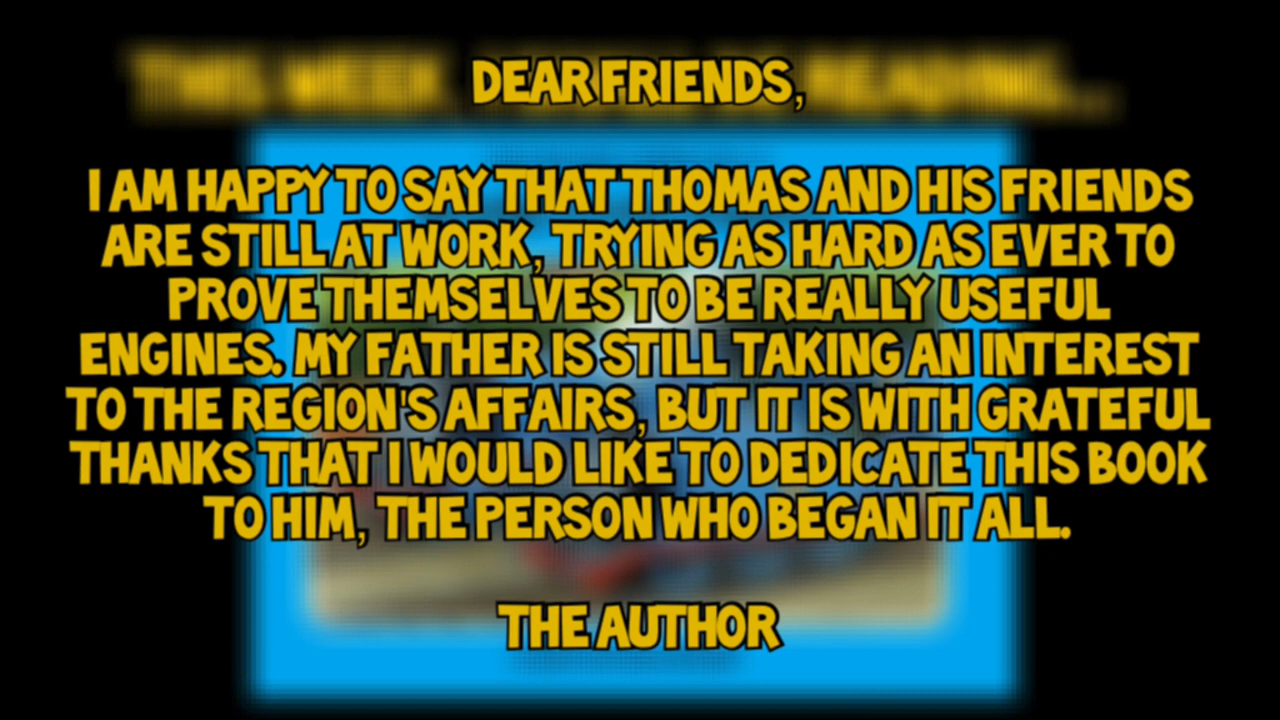 DEAR FRIENDS,
I AM HAPPY TO SAY THAT THOMAS AND HIS FRIENDS
ARE STILL AT WORK, TRYING AS HARD AS EVER TO
PROVE THEMSELVES TO BE REALLY USEFUL
ENGINES. MY FATHER IS STILL TAKING AN INTEREST
TO THE REGION'S AFFAIRS, BUT IT IS WITH GRATEFUL
THANKS THAT I WOULD LIKE TO DEDICATE THIS BOOK
TO HIM, THE PERSON WHO BEGAN IT ALL.
THE AUTHOR